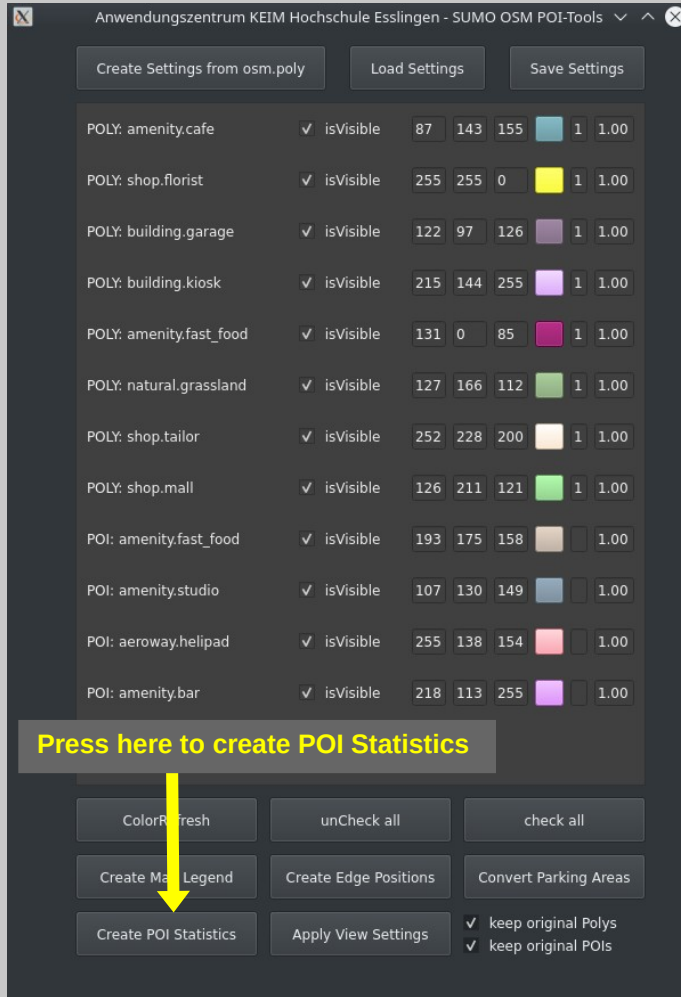 Anwendungszentrum KEIM Hochschule Esslingen - SUMO OSM POI-Tools
Create Settings from osm.poly Load Settings Save Settings
POLY: amenity.cafe isVisible 87 143 155 1 1.00
POLY: shop.florist isVisible 255 255 0 1 1.00
POLY: building.garage isVisible 122 97 126 1 1.00
POLY: building.kiosk isVisible 215 144 255 1 1.00
POLY: amenity.fast_food isVisible 131 0 85 1 1.00
POLY: natural.grassland isVisible 127 166 112 1 1.00
POLY: shop.tailor isVisible 252 228 200 1 1.00
POLY: shop.mall isVisible 126 211 121 1 1.00
POI: amenity.fast_food isVisible 193 175 158 1.00
POI: amenity.studio isVisible 107 130 149 1.00
POI: aeroway.helipad isVisible 255 138 154 1.00
POI: amenity.bar isVisible 218 113 255 1.00
Press here to create POI Statistics
unCheck all check all
Create Legend Create Edge Positions Convert Parking Areas
Create POI Statistics Apply View Settings keep original Polys
keep original POIs